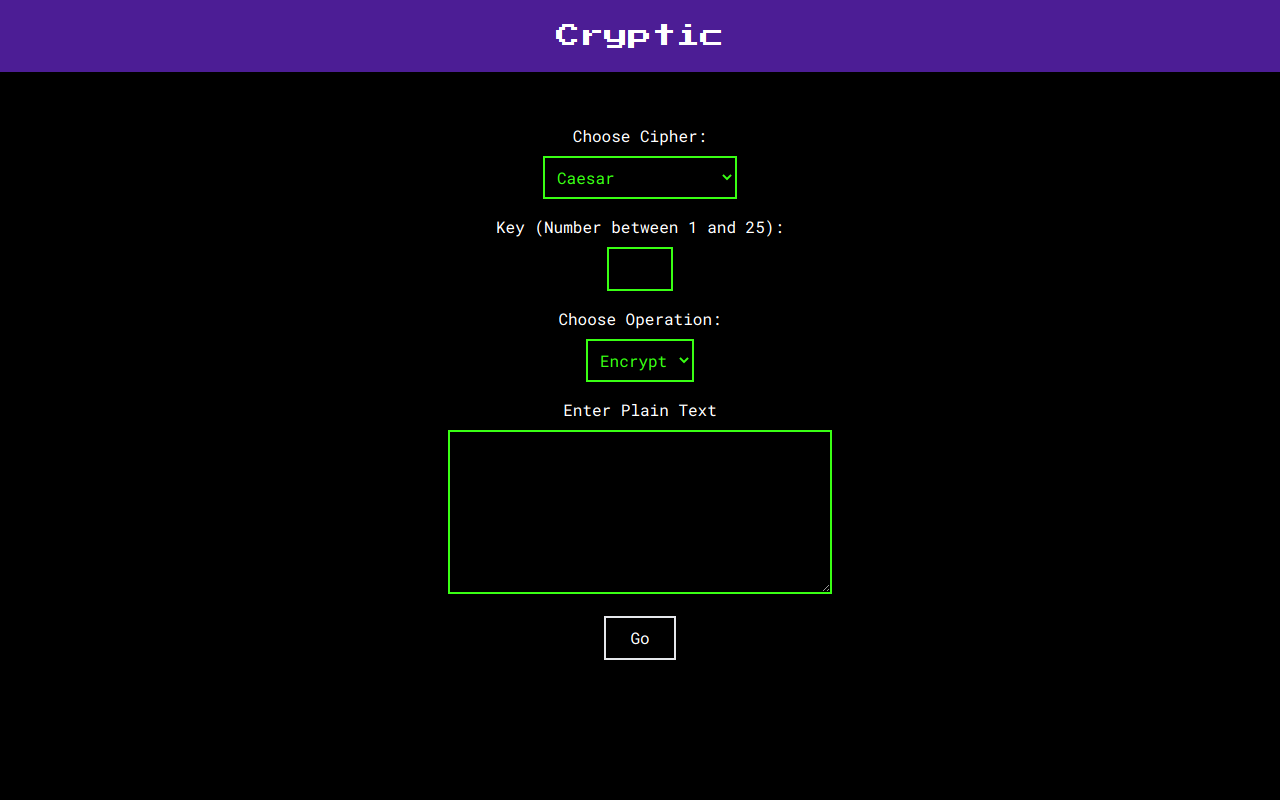 Cryptic
Choose Cipher:
Caesar
Key (Number between 1 and 25):
Choose Operation:
Encrypt
Enter Plain Text
Go